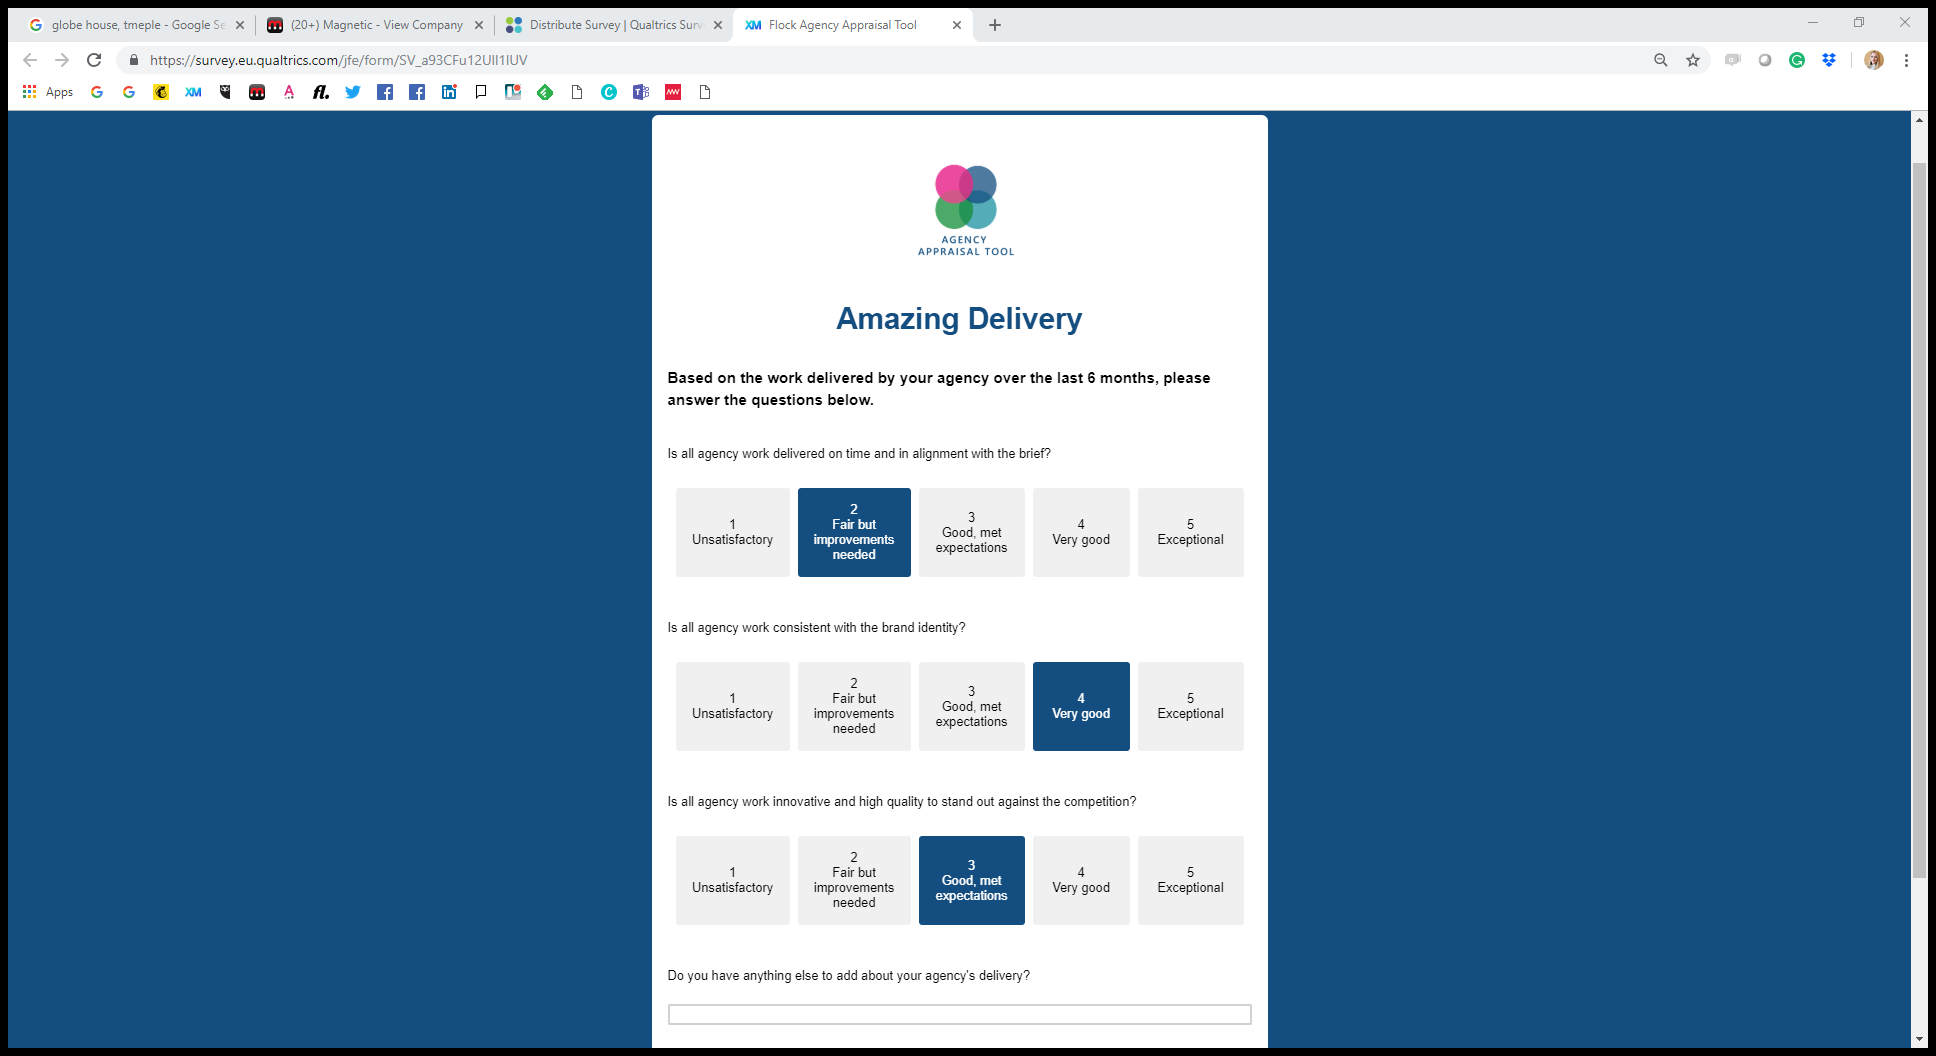 globe house, tmeple - Google Se
(20+) Magnetic - View Company
Distribute Survey | Qualtrics Surv
XM Flock Agency Appraisal Tool
https://survey.eu.qualtrics.com/jfe/form/SV_a93CFu12UlI1IUV
Apps
AGENCY
APPRAISAL TOOL
Amazing Delivery
Based on the work delivered by your agency over the last 6 months, please
answer the questions below.
Is all agency work delivered on time and in alignment with the brief?
1
Unsatisfactory
2
Fair but
improvements
needed
3
Good, met
expectations
4
Very good
5
Exceptional
Is all agency work consistent with the brand identity?
1
Unsatisfactory
2
Fair but
improvements
needed
3
Good, met
expectations
4
Very good
5
Exceptional
Is all agency work innovative and high quality to stand out against the competition?
1
Unsatisfactory
2
Fair but
improvements
needed
3
Good, met
expectations
4
Very good
5
Exceptional
Do you have anything else to add about your agency's delivery?